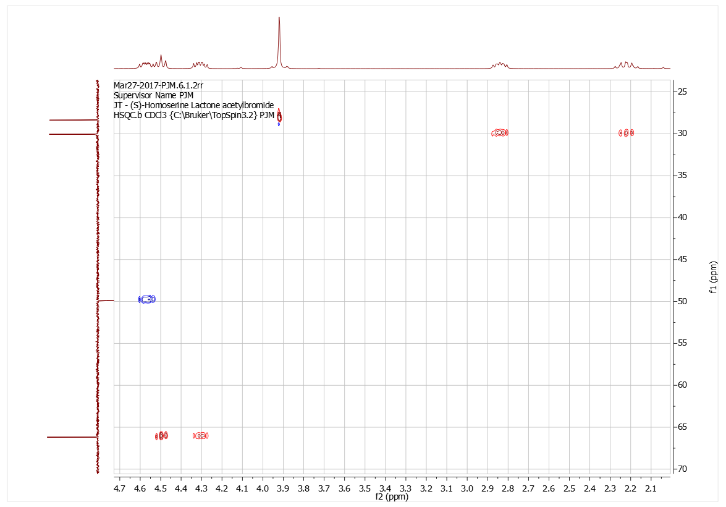 Mar27-2017-PJM.6.1.2rr
Supervisor Name PJM
JT - (S)-Homoserine Lactone acetylbromide
HSQC.b CDCl3 {C:\Bruker\TopSpin3.2} PJM
25
30
35
40
45
50
55
60
65
70
f1 (ppm)
4.7 4.6 4.5 4.4 4.3 4.2 4.1 4.0 3.9 3.8 3.7 3.6 3.5 3.4 3.3 3.2 3.1 3.0 2.9 2.8 2.7 2.6 2.5 2.4 2.3 2.2 2.1
f2 (ppm)